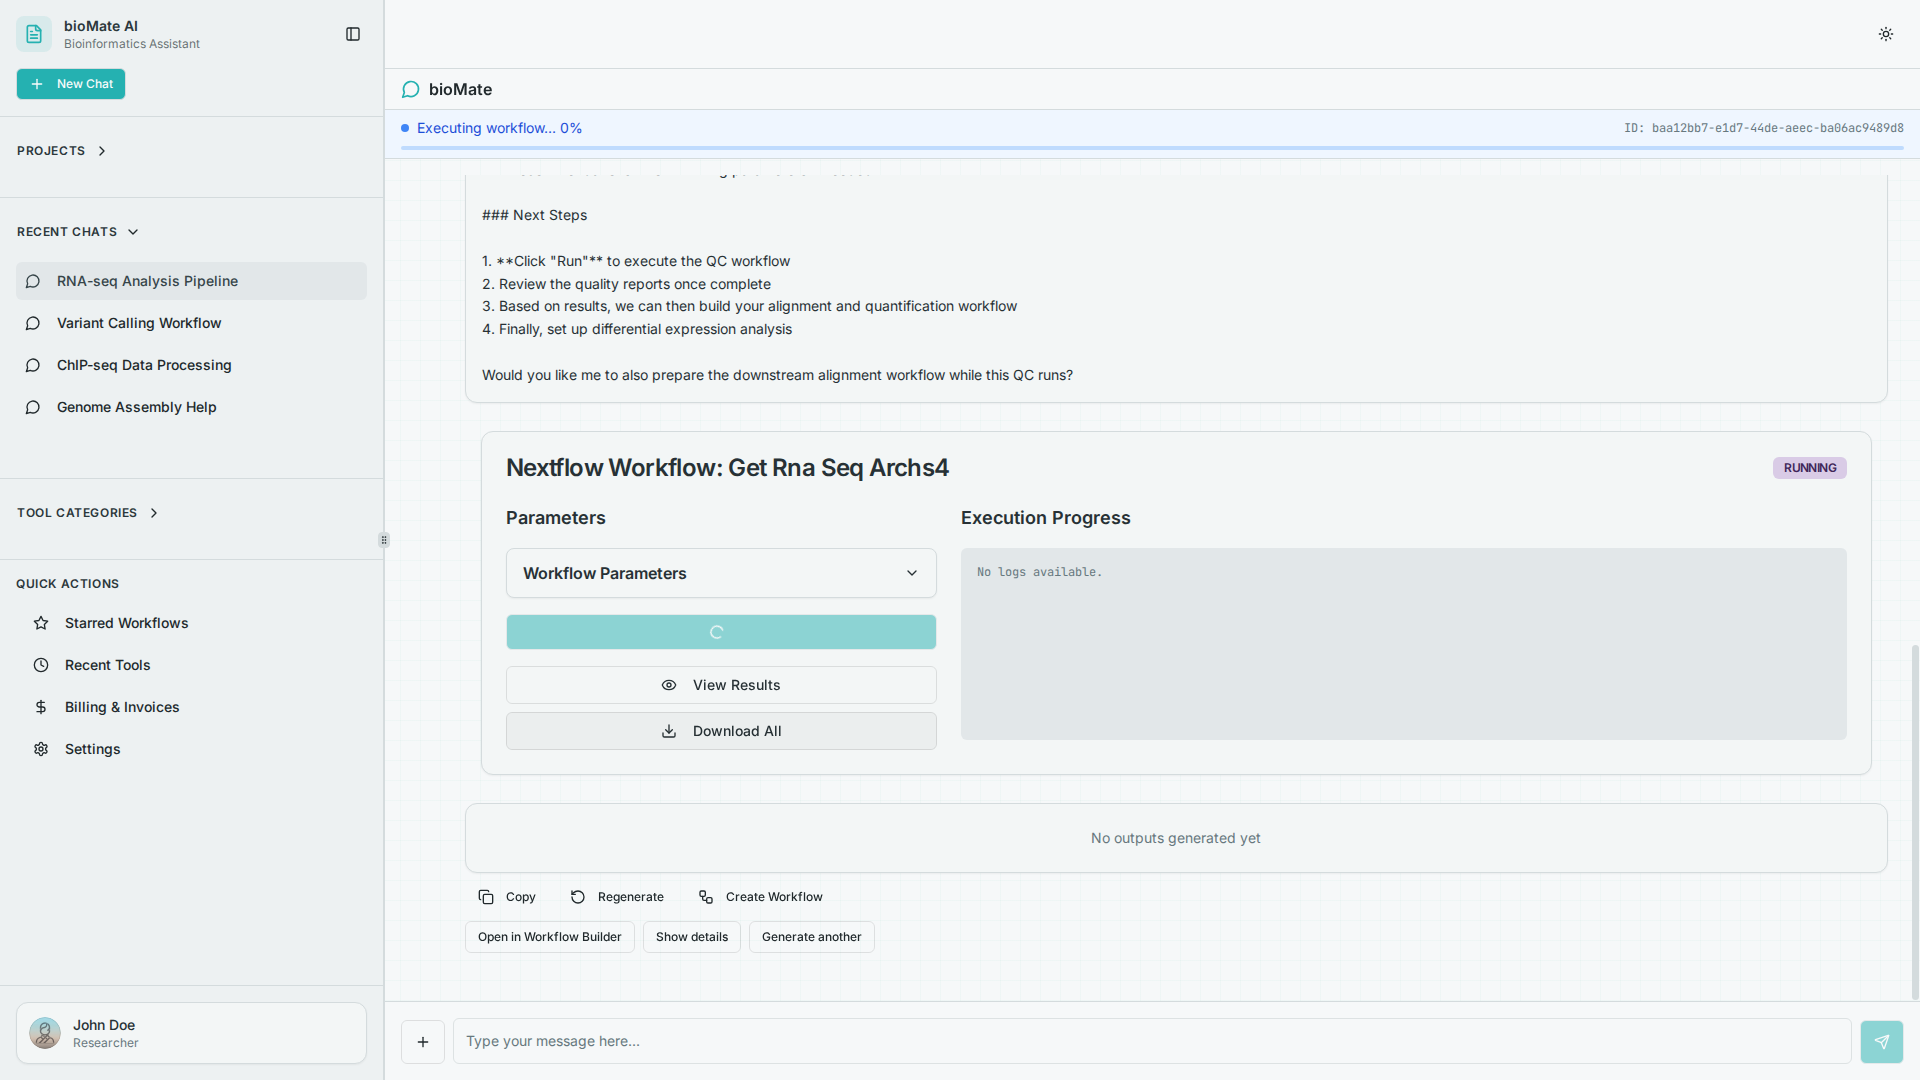 bioMate AI
Bioinformatics Assistant
New Chat
PROJECTS
RECENT CHATS
RNA-seq Analysis Pipeline
Variant Calling Workflow
ChIP-seq Data Processing
Genome Assembly Help
TOOL CATEGORIES
QUICK ACTIONS
Starred Workflows
Recent Tools
Billing & Invoices
Settings
John Doe
Researcher
bioMate
Executing workflow... 0%
ID: baa12bb7-e1d7-44de-aeec-ba06ac9489d8
### Next Steps
1. **Click "Run"** to execute the QC workflow
2. Review the quality reports once complete
3. Based on results, we can then build your alignment and quantification workflow
4. Finally, set up differential expression analysis
Would you like me to also prepare the downstream alignment workflow while this QC runs?
Nextflow Workflow: Get Rna Seq Archs4
RUNNING
Parameters
Execution Progress
Workflow Parameters
No logs available.
View Results
Download All
No outputs generated yet
Copy
Regenerate
Create Workflow
Open in Workflow Builder
Show details
Generate another
Type your message here...